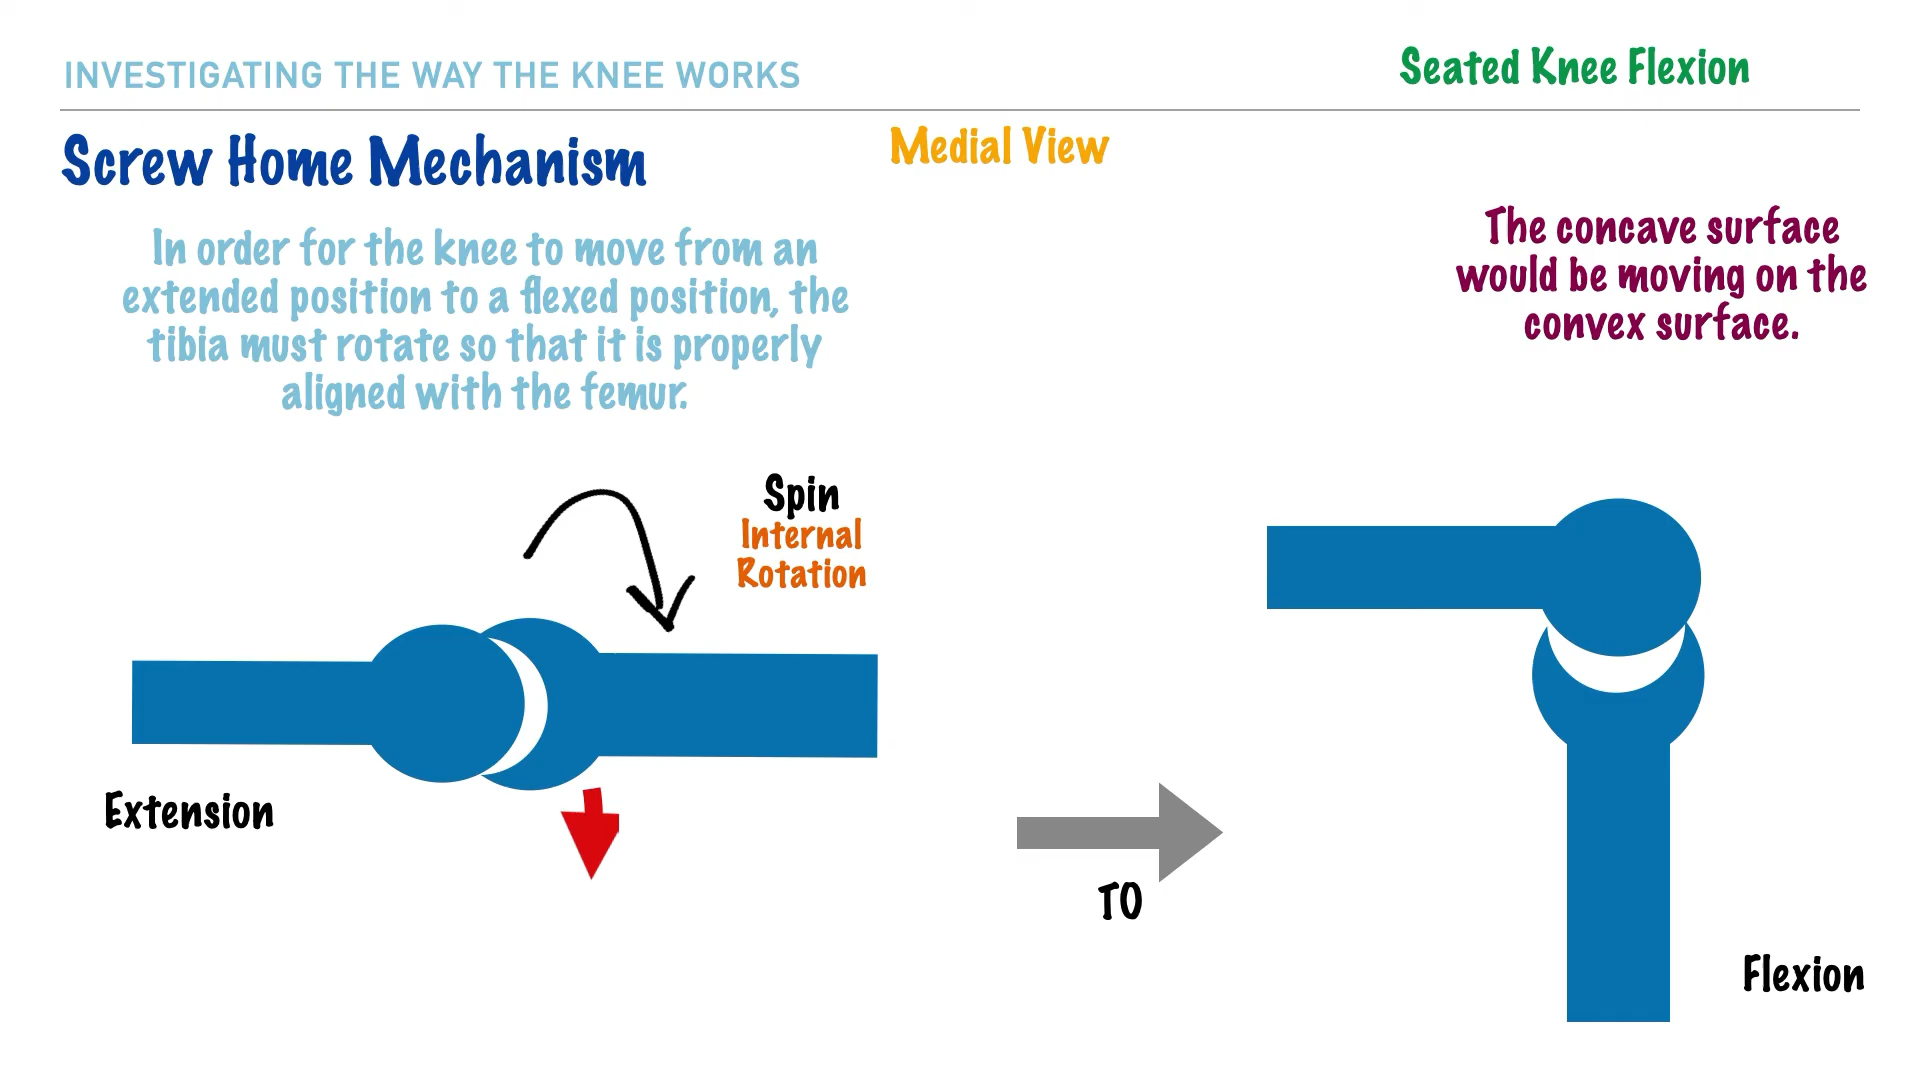 INVESTIGATING THE WAY THE KNEE WORKS
Seated Knee Flexion
Screw Home Mechanism
Medial View
In order for the knee to move from an
extended position to a flexed position, the
tibia must rotate so that it is properly
aligned with the femur.
The concave surface
would be moving on the
convex surface.
Spin
Internal
Rotation
Extension
TO
Flexion